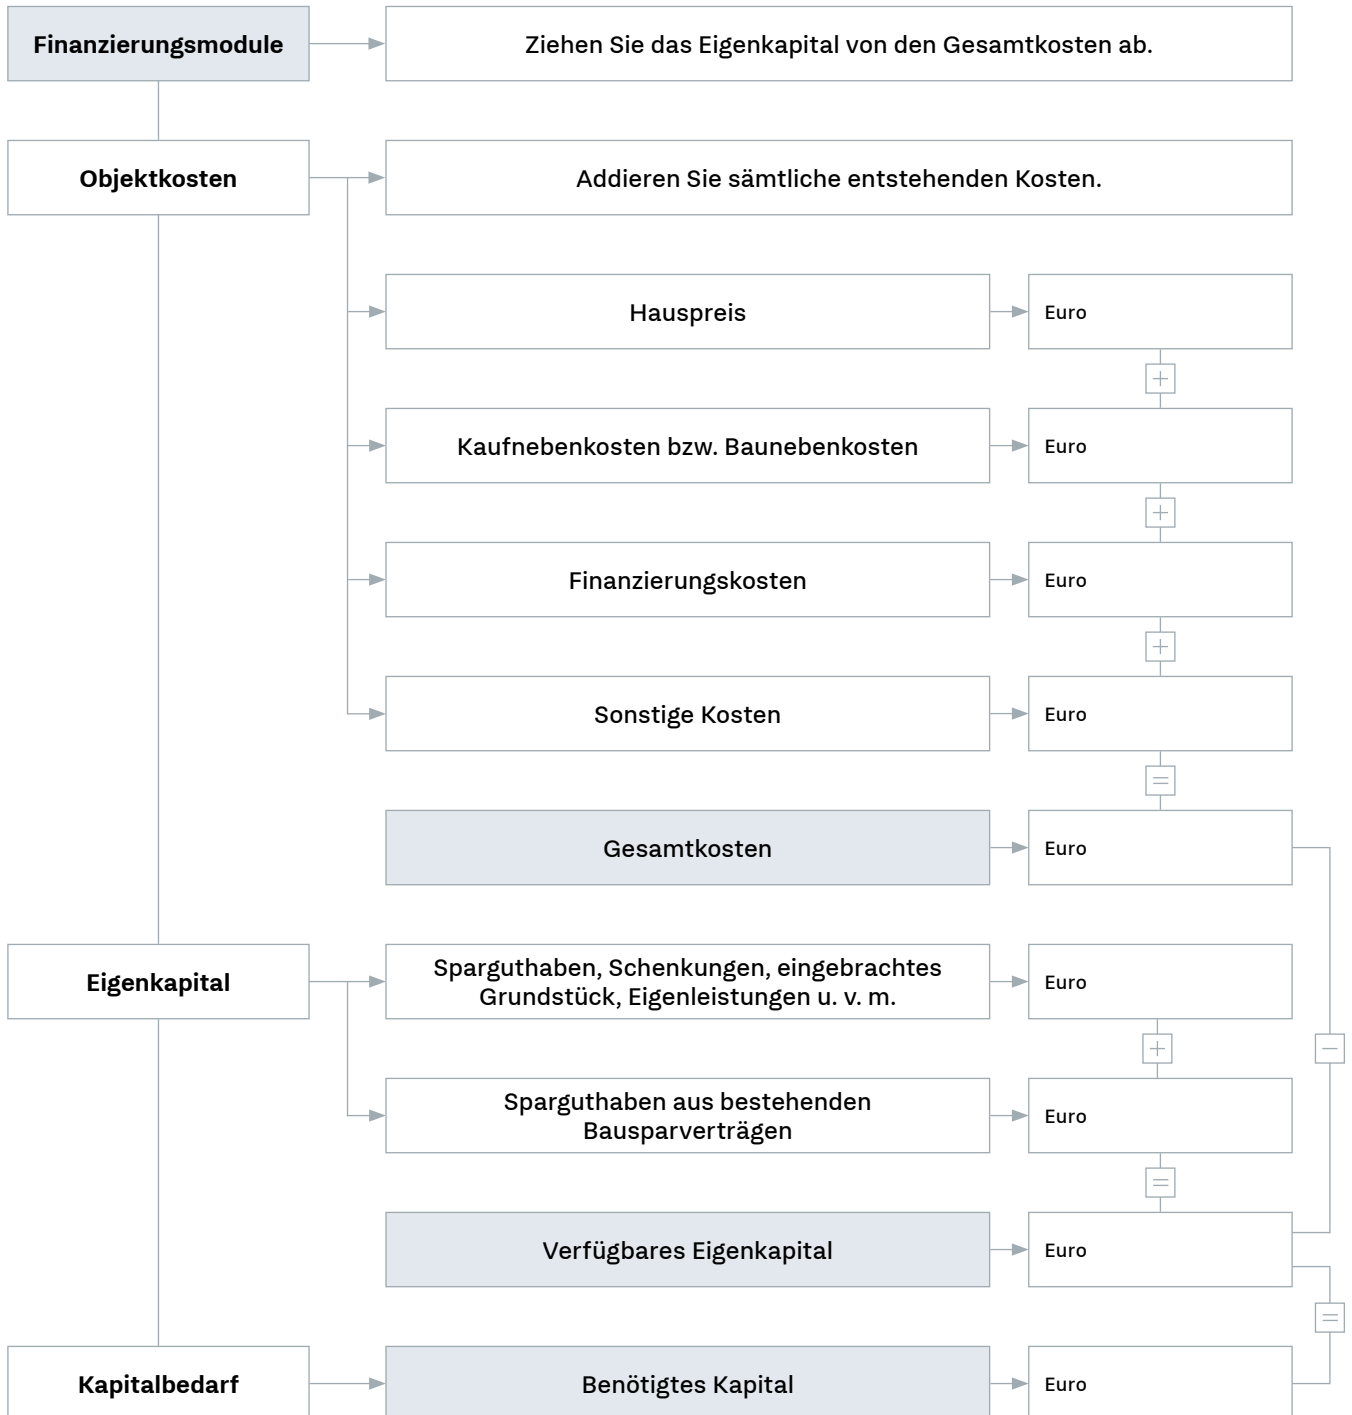 Finanzierungsmodule
Ziehen Sie das Eigenkapital von den Gesamtkosten ab.
Objektkosten
Addieren Sie sämtliche entstehenden Kosten.
Hauspreis
Euro
+
Kaufnebenkosten bzw. Baunebenkosten
Euro
+
Finanzierungskosten
Euro
+
Sonstige Kosten
Euro
=
Gesamtkosten
Euro
Eigenkapital
Sparguthaben, Schenkungen, eingebrachtes
Grundstück, Eigenleistungen u. v. m.
Euro
+
−
Sparguthaben aus bestehenden
Bausparverträgen
Euro
=
Verfügbares Eigenkapital
Euro
=
Kapitalbedarf
Benötigtes Kapital
Euro